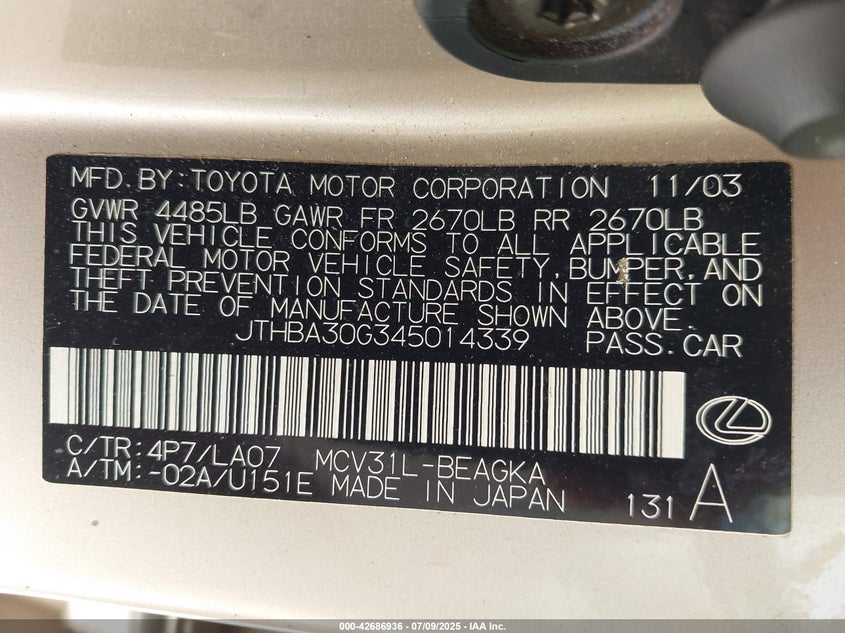 MFD.BY:TOYOTA MOTOR CORPORATION 11/03
GVWR 4485LB GAWR FR 2670LB RR 2670LB
THIS VEHICLE CONFORMS TO ALL APPLICABLE
FEDERAL MOTOR VEHICLE SAFETY,BUMPER,AND
THEFT PREVENTION STANDARDS IN EFFECT ON
THE DATE OF MANUFACTURE SHOWN ABOVE.
JTHBA30G345014339 PASS.CAR
C/TR:4P7/LA07 MCV31L-BEAGKA
A/TM:-02A/U151E MADE IN JAPAN 131 A
000-42686936 - 07/09/2025 - IAA Inc.